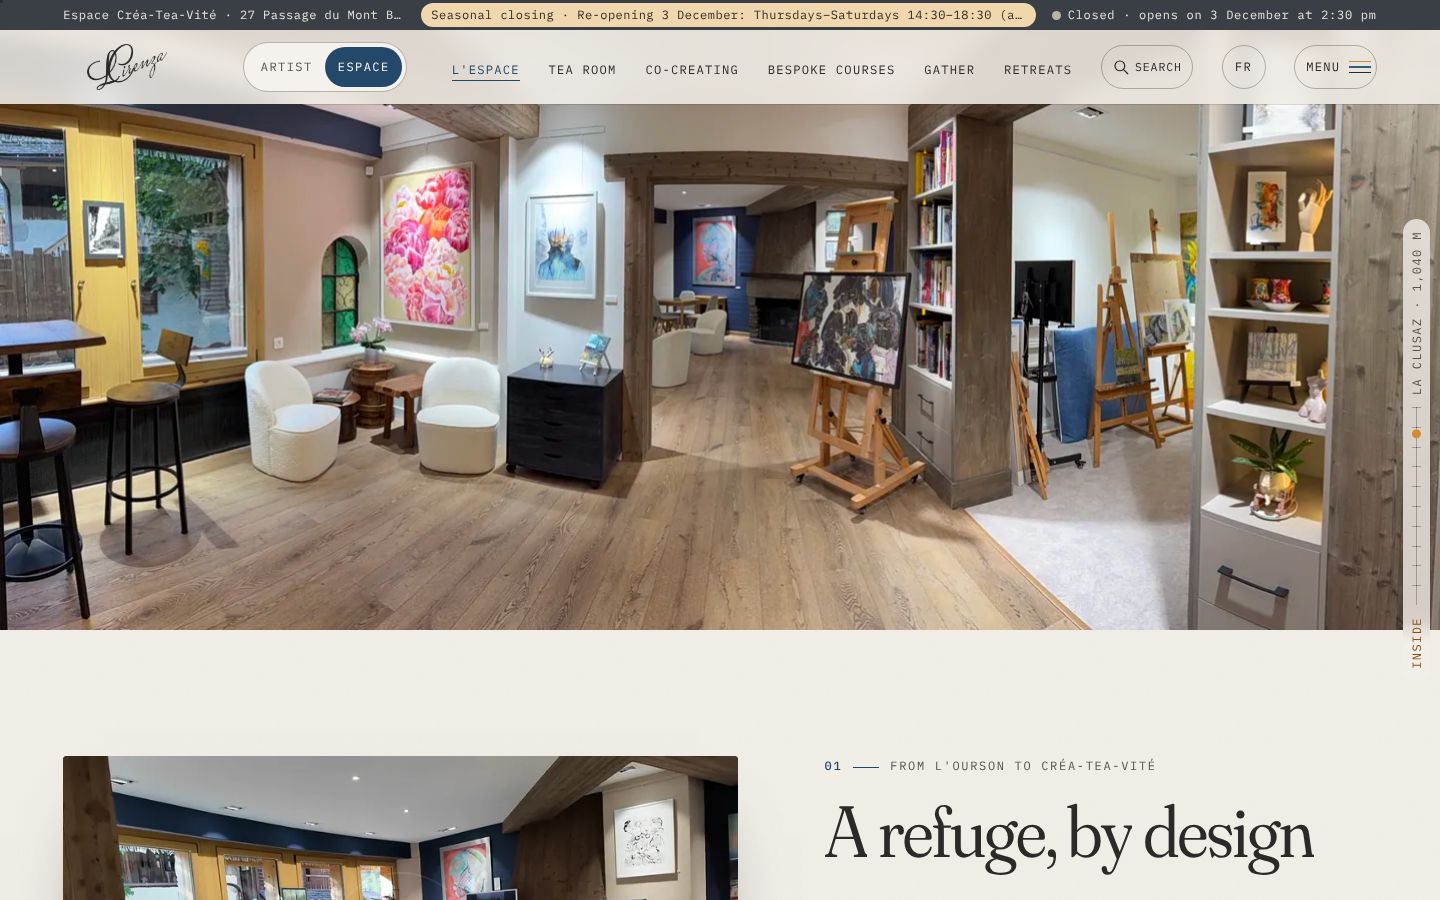 Espace Créa-Tea-Vité · 27 Passage du Mont B…
Seasonal closing · Re-opening 3 December: Thursdays–Saturdays 14:30–18:30 (a…
Closed · opens on 3 December at 2:30 pm
Lirenza
ARTIST
ESPACE
L'ESPACE
TEA ROOM
CO-CREATING
BESPOKE COURSES
GATHER
RETREATS
SEARCH
FR
MENU
LA CLUSAZ · 1,040 M
INSIDE
01
FROM L'OURSON TO CRÉA-TEA-VITÉ
A refuge, by design